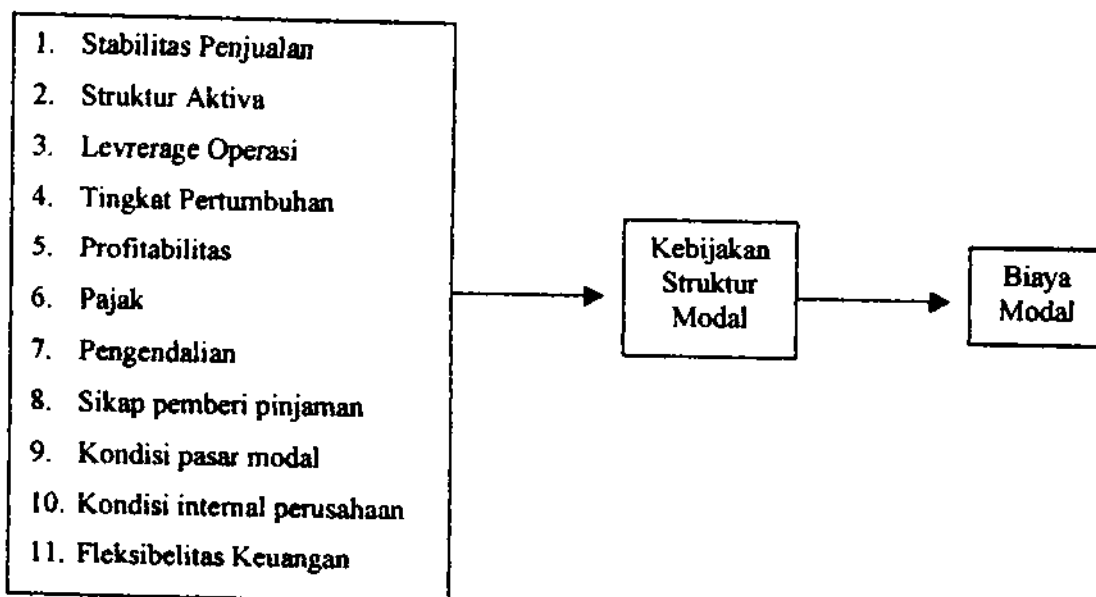 1. Stabilitas Penjualan
2. Struktur Aktiva
3. Levrerage Operasi
4. Tingkat Pertumbuhan
5. Profitabilitas
6. Pajak
7. Pengendalian
8. Sikap pemberi pinjaman
9. Kondisi pasar modal
10. Kondisi internal perusahaan
11. Fleksibelitas Keuangan
Kebijakan
Struktur
Modal
Biaya
Modal